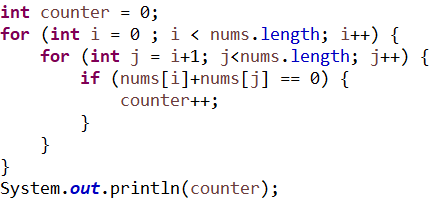 int counter = 0;
for (int i = 0 ; i < nums.length; i++) {
    for (int j = i+1; j<nums.length; j++) {
        if (nums[i]+nums[j] == 0) {
            counter++;
        }
    }
}
System.out.println(counter);